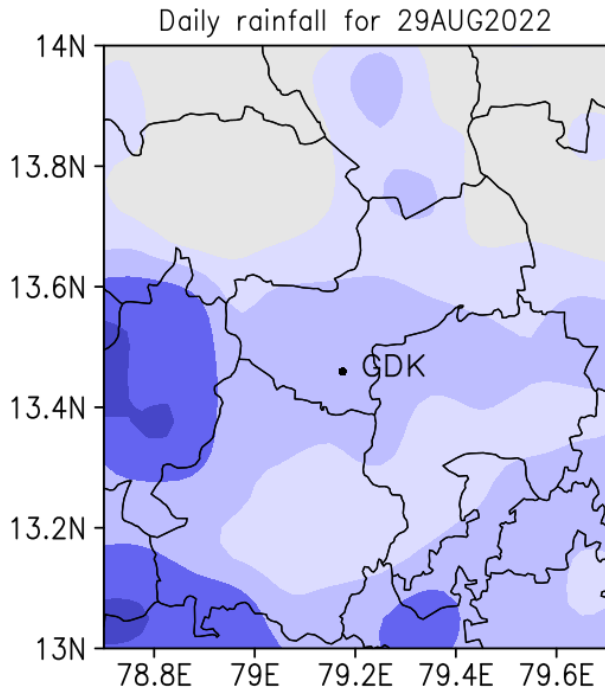 Daily rainfall for 29AUG2022
14N
13.8N
13.6N
GDK
13.4N
13.2N
13N
78.8E 79E 79.2E 79.4E 79.6E